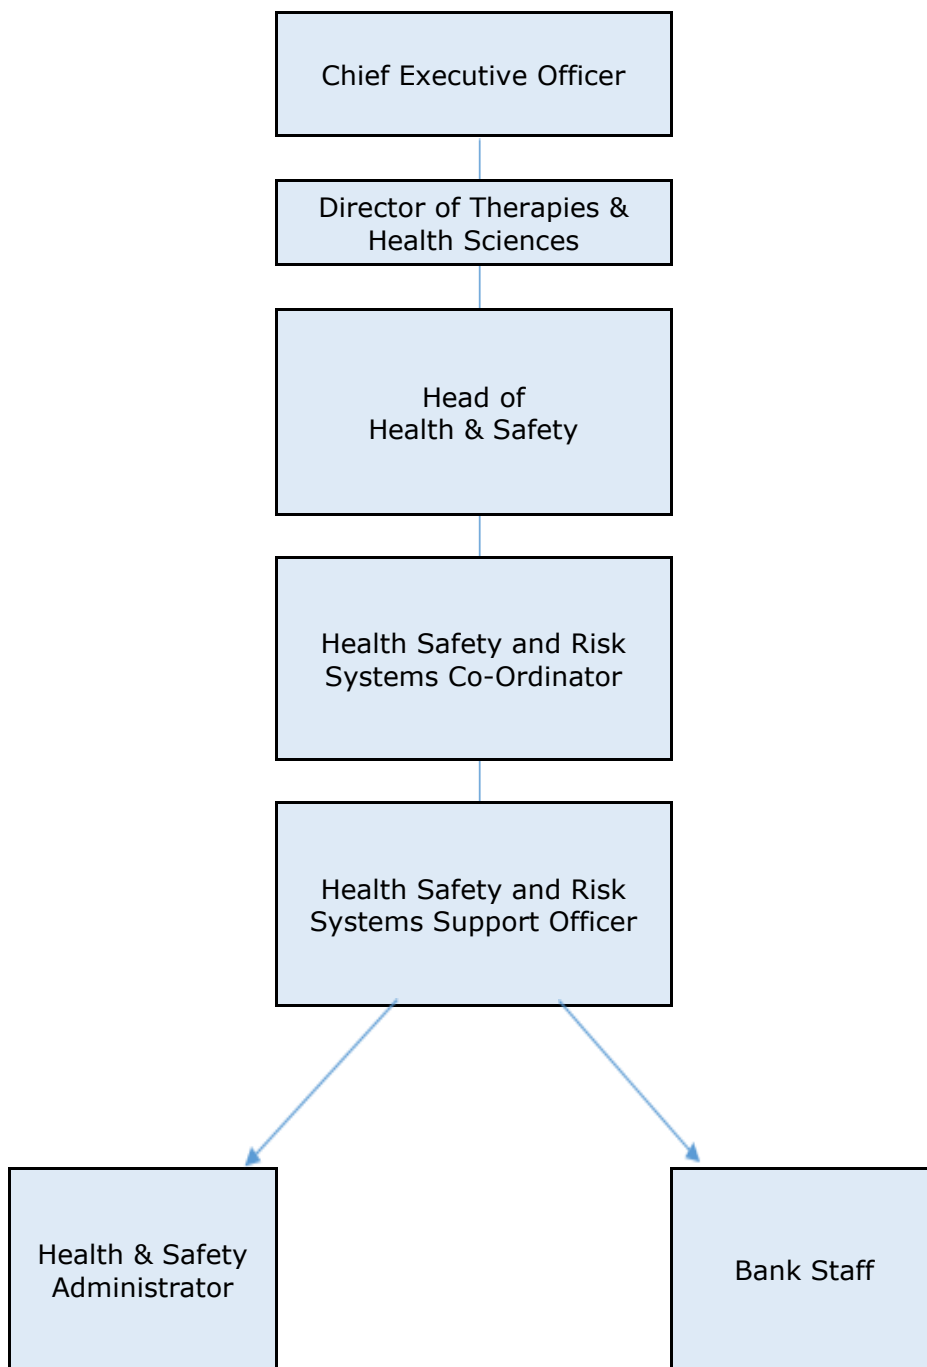 Chief Executive Officer
Director of Therapies &
Health Sciences
Head of
Health & Safety
Health Safety and Risk
Systems Co-Ordinator
Health Safety and Risk
Systems Support Officer
Health & Safety
Administrator
Bank Staff